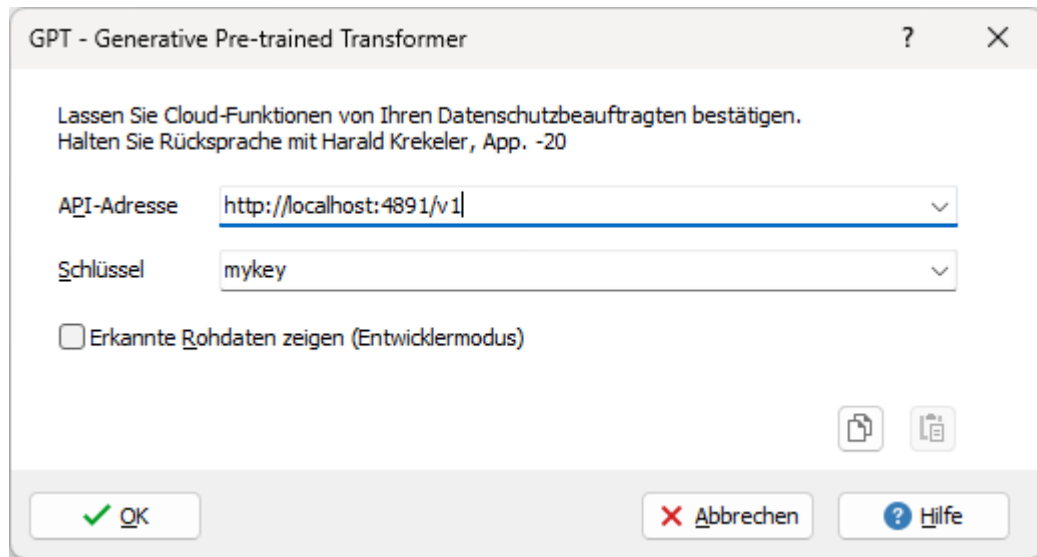 GPT - Generative Pre-trained Transformer
?
Lassen Sie Cloud-Funktionen von Ihren Datenschutzbeauftragten bestätigen.
Halten Sie Rücksprache mit Harald Krekeler, App. -20
API-Adresse
http://localhost:4891/v1
Schlüssel
mykey
Erkannte Rohdaten zeigen (Entwicklermodus)
OK
Abbrechen
? Hilfe